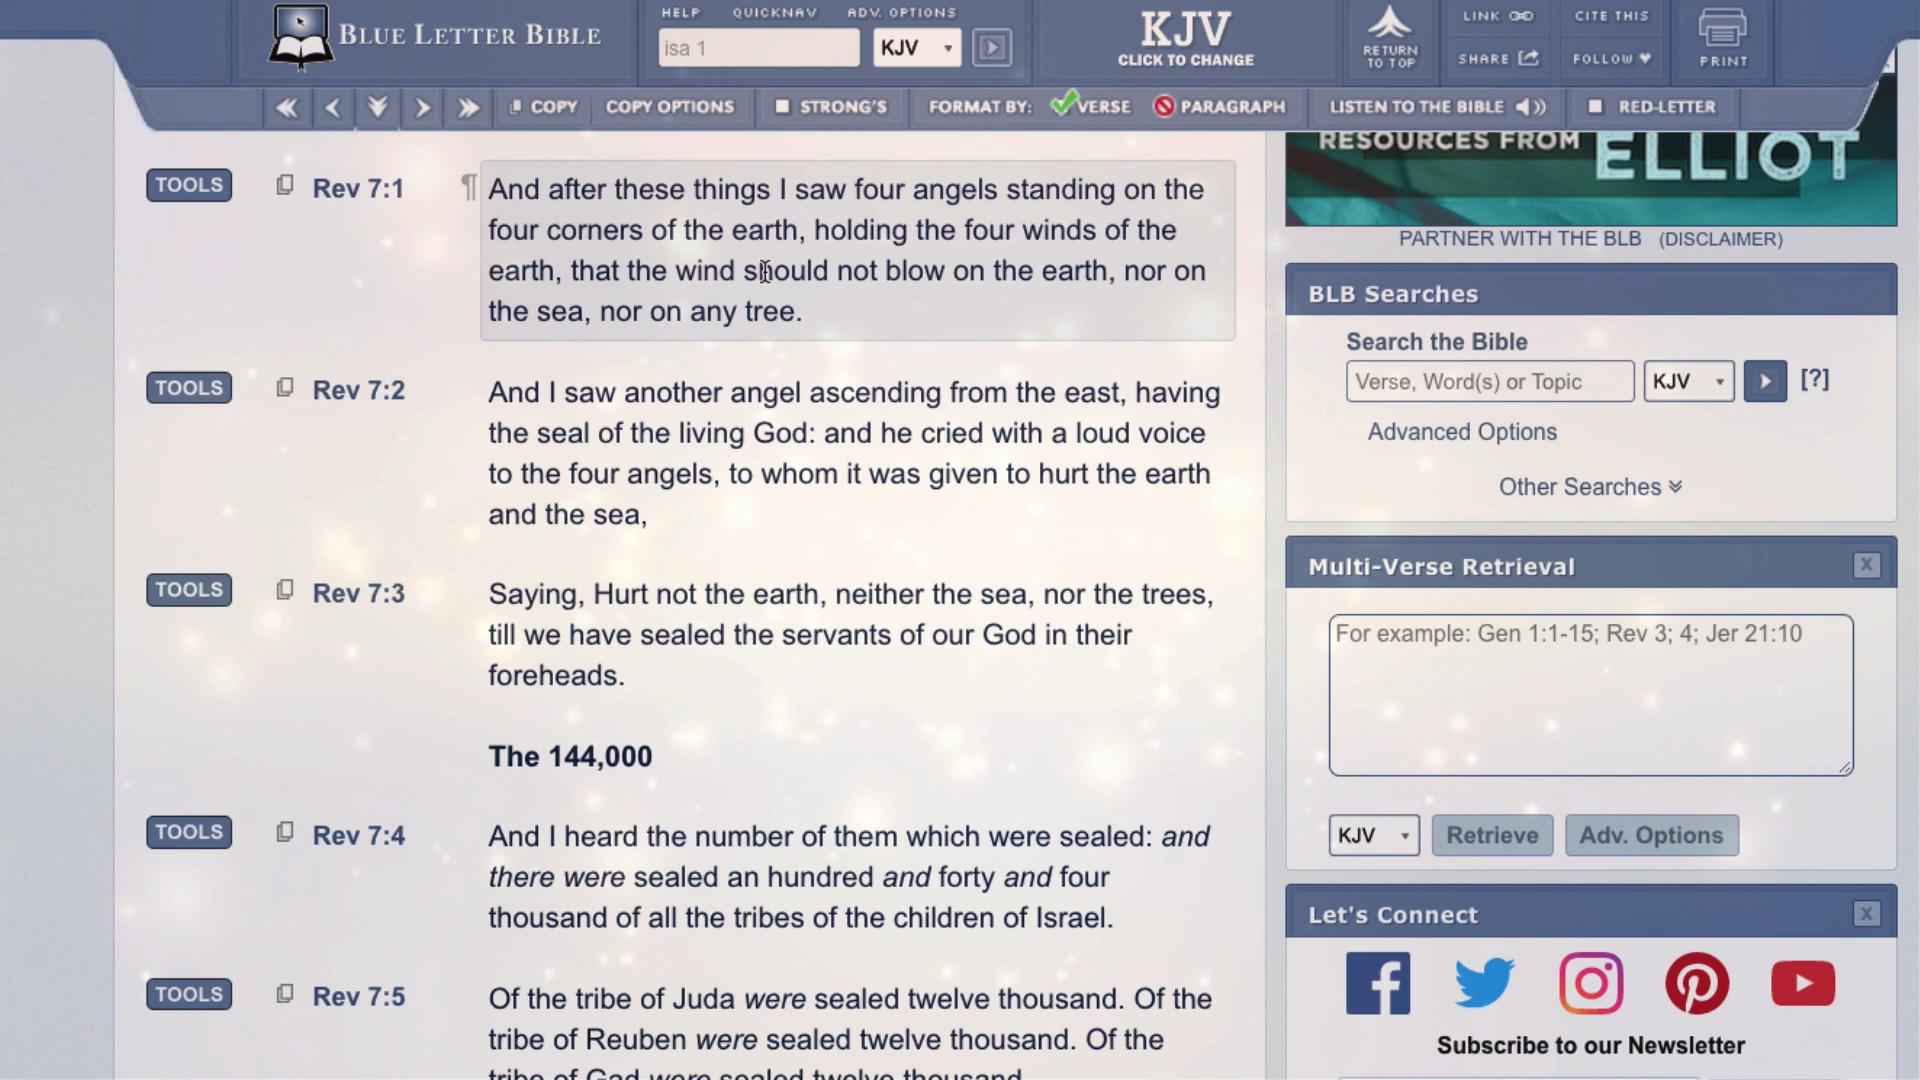 BLUE LETTER BIBLE
HELP QUICKNAV ADV. OPTIONS
isa 1 KJV
KJV
CLICK TO CHANGE
RETURN
TO TOP
LINK
SHARE
CITE THIS
FOLLOW
PRINT
COPY COPY OPTIONS STRONG'S FORMAT BY: VERSE PARAGRAPH LISTEN TO THE BIBLE RED-LETTER
TOOLS Rev 7:1 ¶ And after these things I saw four angels standing on the
four corners of the earth, holding the four winds of the
earth, that the wind should not blow on the earth, nor on
the sea, nor on any tree.
TOOLS Rev 7:2 And I saw another angel ascending from the east, having
the seal of the living God: and he cried with a loud voice
to the four angels, to whom it was given to hurt the earth
and the sea,
TOOLS Rev 7:3 Saying, Hurt not the earth, neither the sea, nor the trees,
till we have sealed the servants of our God in their
foreheads.
The 144,000
TOOLS Rev 7:4 And I heard the number of them which were sealed: and
there were sealed an hundred and forty and four
thousand of all the tribes of the children of Israel.
TOOLS Rev 7:5 Of the tribe of Juda were sealed twelve thousand. Of the
tribe of Reuben were sealed twelve thousand. Of the
tribe of Gad were sealed twelve thousand.
RESOURCES FROM ELLIOT
PARTNER WITH THE BLB (DISCLAIMER)
BLB Searches
Search the Bible
Verse, Word(s) or Topic KJV [?]
Advanced Options
Other Searches
Multi-Verse Retrieval X
For example: Gen 1:1-15; Rev 3; 4; Jer 21:10
KJV Retrieve Adv. Options
Let's Connect X
Subscribe to our Newsletter